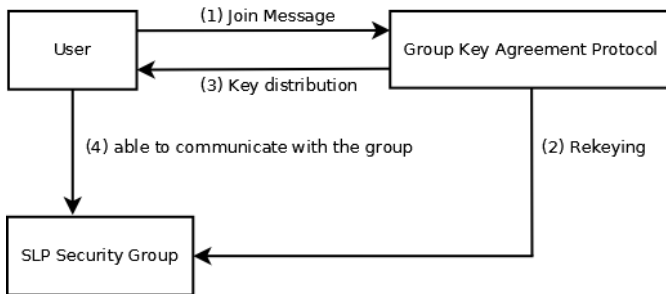 (1) Join Message
User
Group Key Agreement Protocol
(3) Key distribution
(4) able to communicate with the group
(2) Rekeying
SLP Security Group